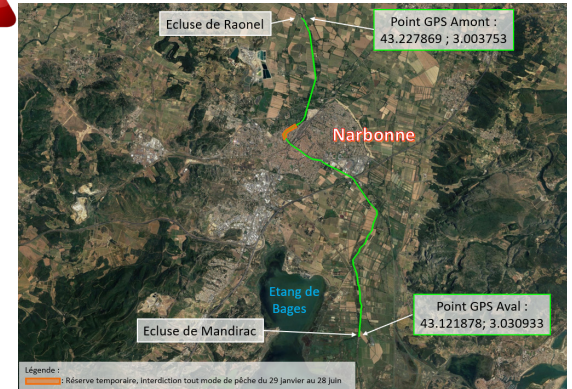 Ecluse de Raonel
Point GPS Amont :
43.227869 ; 3.003753
Narbonne
Etang de
Bages
Ecluse de Mandirac
Point GPS Aval :
43.121878; 3.030933
Légende :
: Réserve temporaire, interdiction tout mode de pêche du 29 janvier au 28 juin